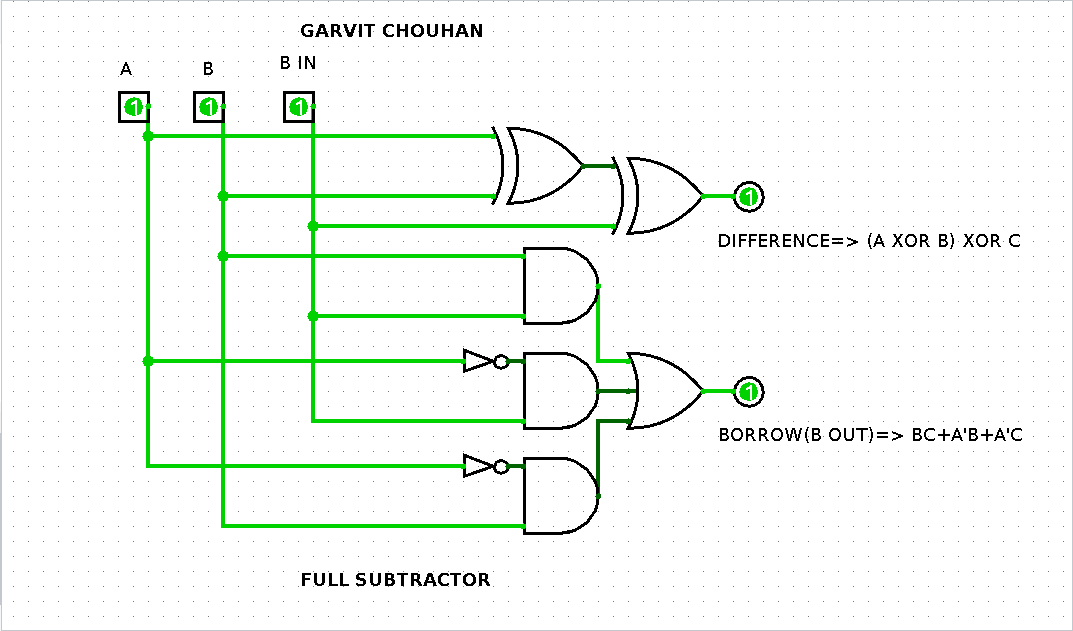 GARVIT CHOUHAN
A B B IN
1 1 1
1
DIFFERENCE=> (A XOR B) XOR C
1
BORROW(B OUT)=> BC+A'B+A'C
FULL SUBTRACTOR